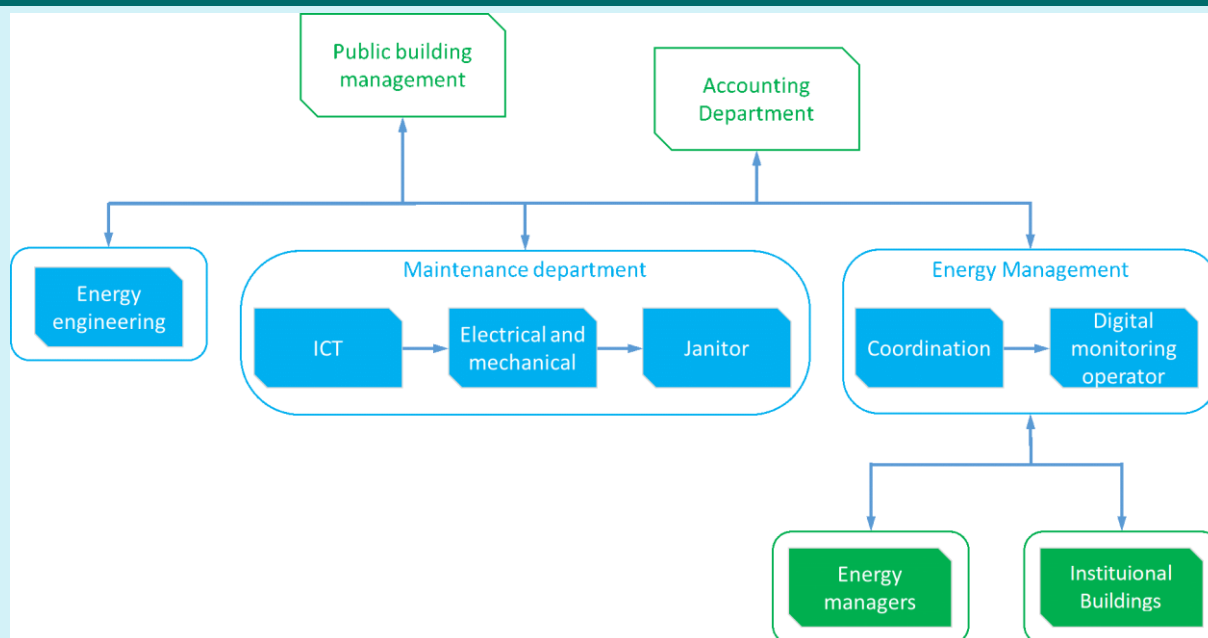 Public building
management
Accounting
Department
Energy
engineering
Maintenance department
ICT
Electrical and
mechanical
Janitor
Energy Management
Coordination
Digital
monitoring
operator
Energy
managers
Instituional
Buildings